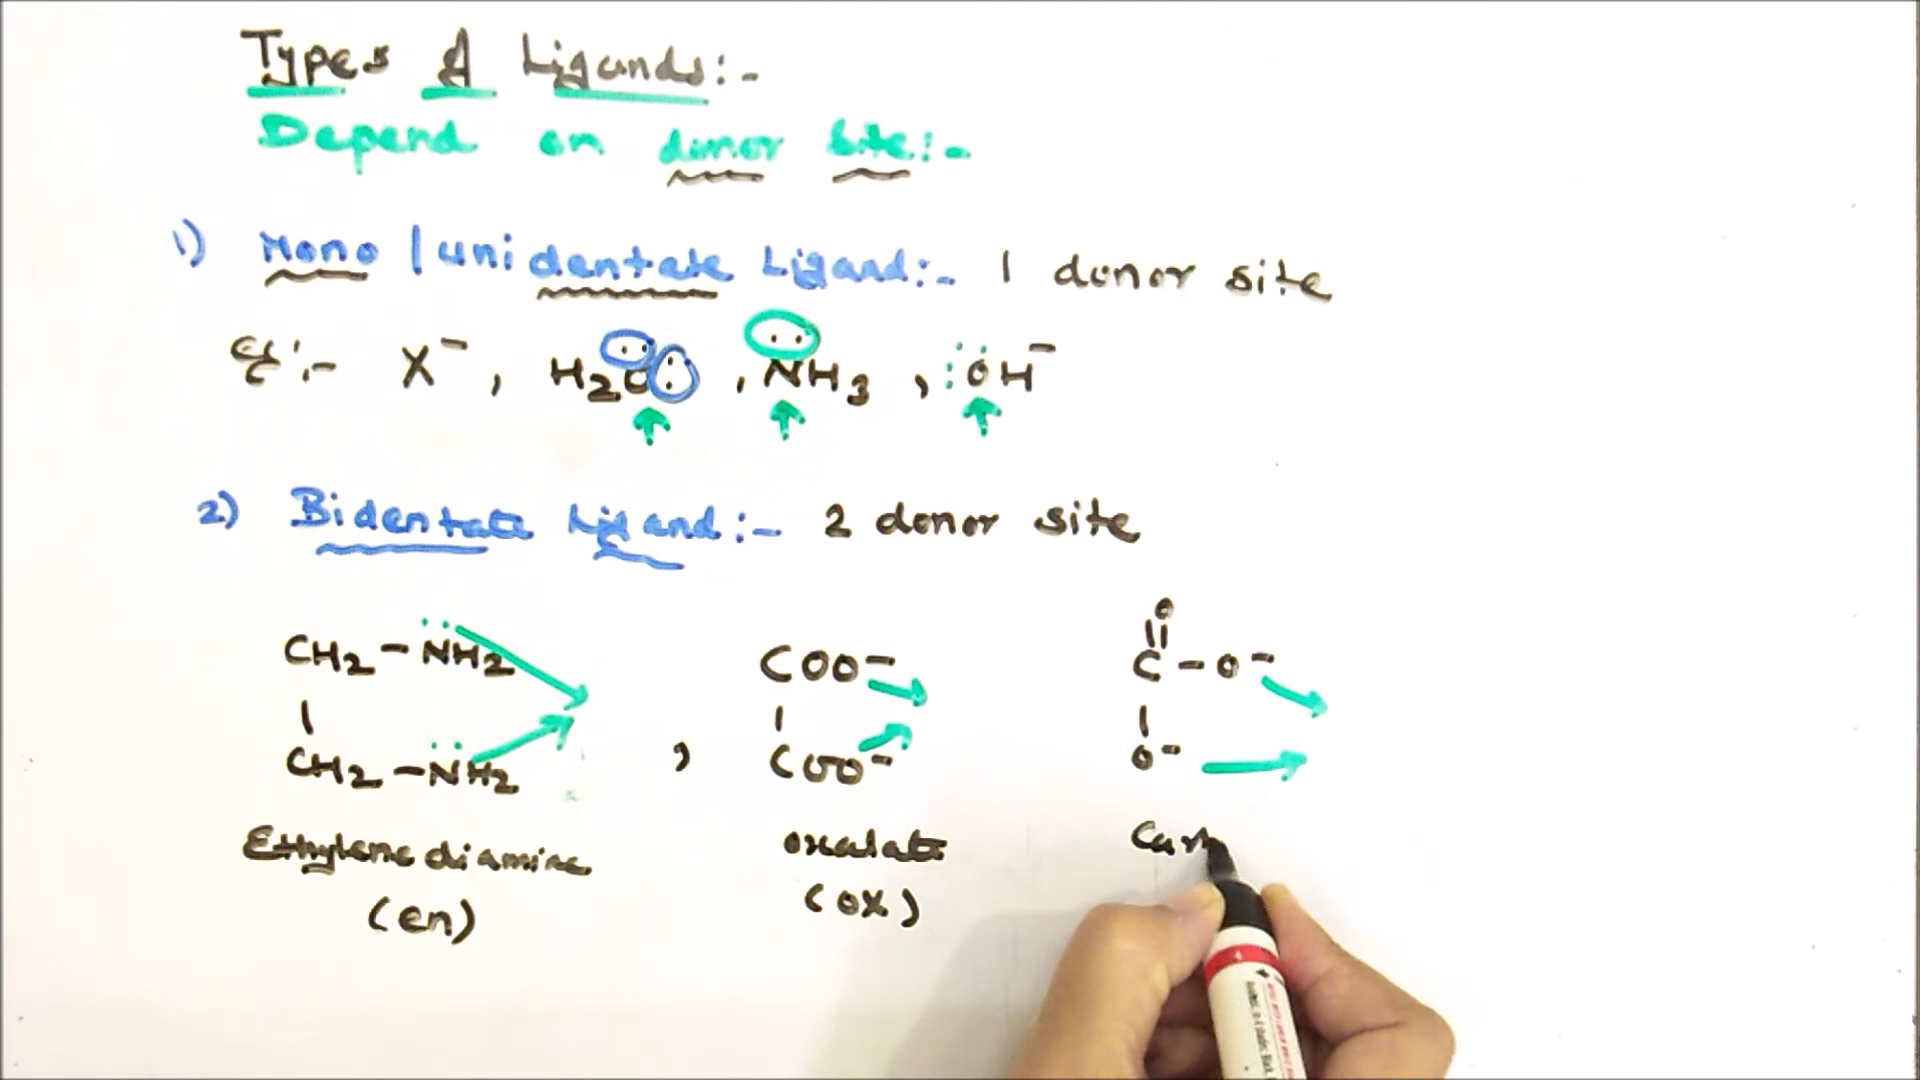 Types of Ligands:-
Depend on donor site:-
1) Mono / unidentate Ligand:- 1 donor site
Eg:- X⁻, H₂O, NH₃, OH⁻
2) Bidentate Ligand:- 2 donor site
O
CH₂-NH₂ COO⁻ C-O⁻
CH₂-NH₂, COO⁻ O⁻
Ethylene diamine oxalate Carb
(en) (ox)